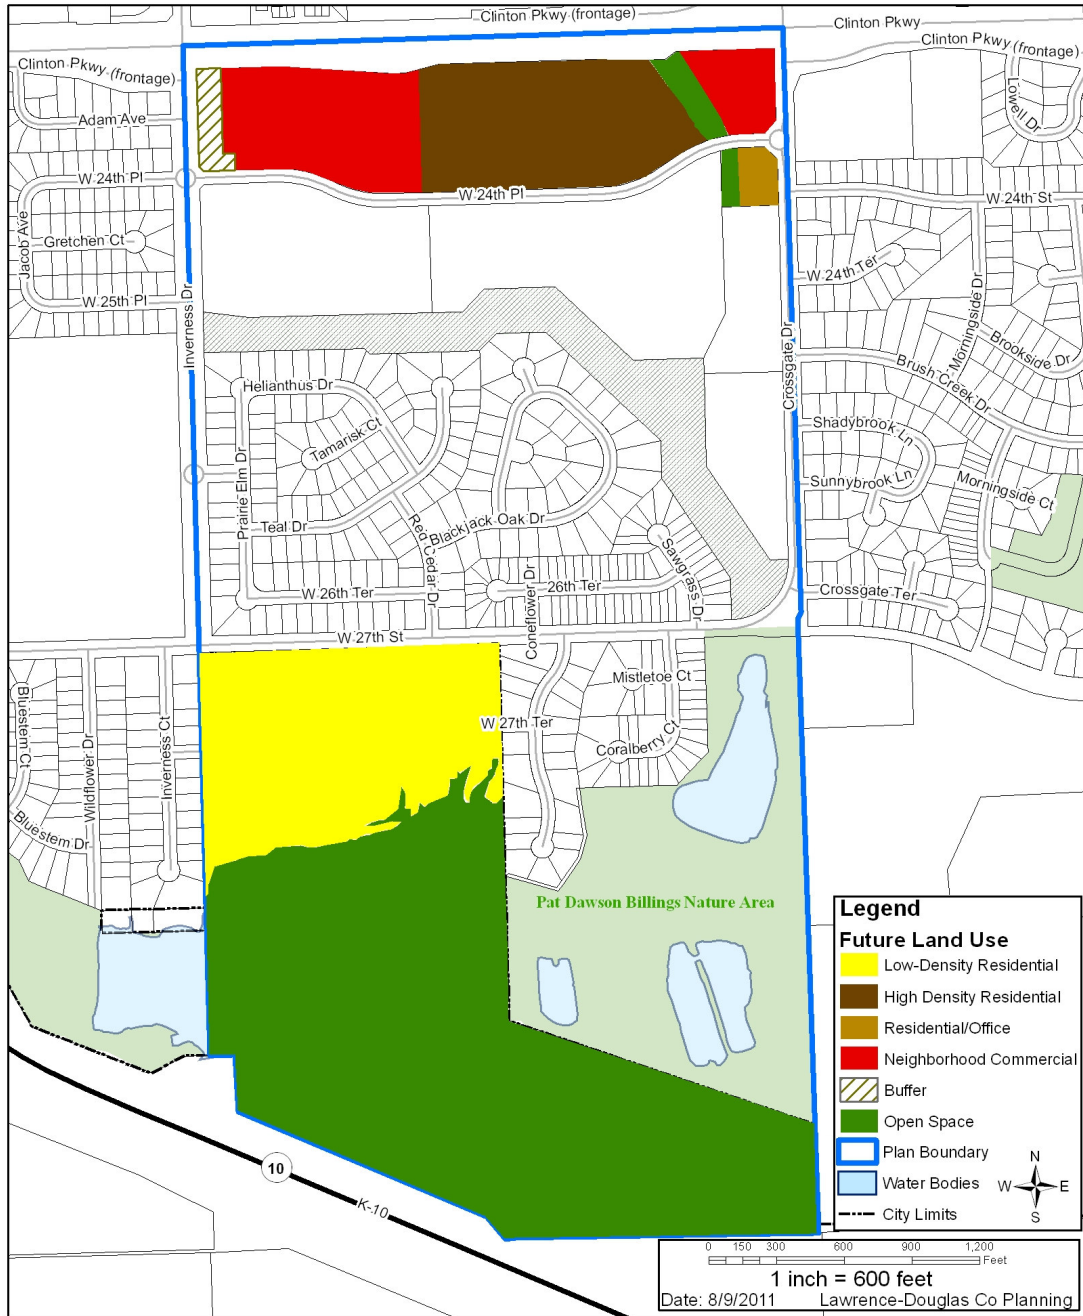 Clinton Pkwy (frontage)
Clinton Pkwy
Clinton Pkwy (frontage)
Clinton Pkwy (frontage)
Lowell Dr
Adam Ave
W 24th Pl
W 24th Pl
W 24th St
Jacob Ave
Gretchen Ct
W 24th Ter
W 25th Pl
Inverness Dr
Crossgate Dr
Morningside Dr
Brookside Dr
Brush Creek Dr
Helianthus Dr
Tamarisk Ct
Shadybrook Ln
Prairie Elm Dr
Sunnybrook Ln
Morningside Ct
Teal Dr
Red Cedar Dr
Blackjack Oak Dr
Sawgrass Dr
W 26th Ter
Coneflower Dr
26th Ter
Crossgate Ter
W 27th St
Mistletoe Ct
Bluestem Ct
Wildflower Dr
Inverness Ct
W 27th Ter
Coralberry Ct
Bluestem Dr
Pat Dawson Billings Nature Area
Legend
Future Land Use
Low-Density Residential
High Density Residential
Residential/Office
Neighborhood Commercial
Buffer
Open Space
Plan Boundary
Water Bodies
City Limits
N
W E
S
10
K-10
0 150 300 600 900 1,200
Feet
1 inch = 600 feet
Date: 8/9/2011 Lawrence-Douglas Co Planning